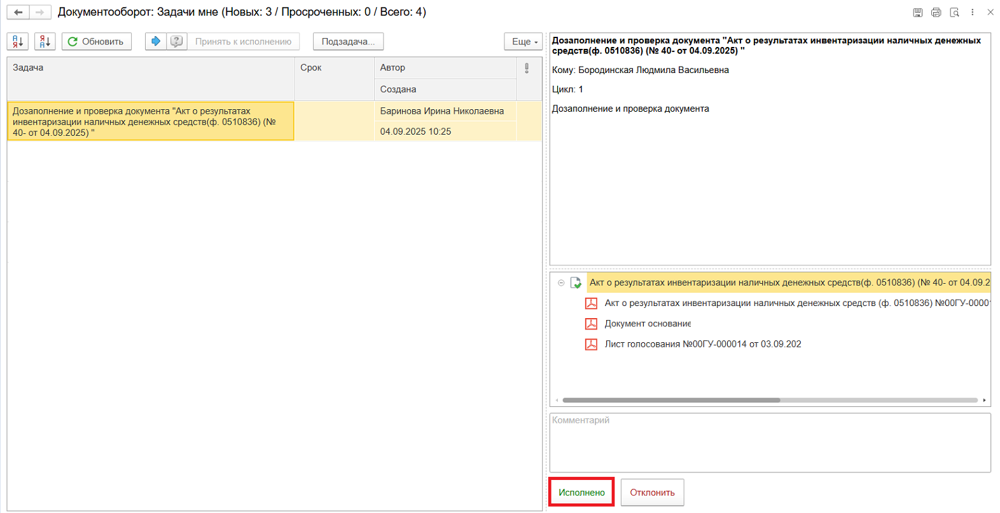 Документооборот: Задачи мне (Новых: 3 / Просроченных: 0 / Всего: 4)
Обновить
Принять к исполнению
Подзадача...
Еще
Задача
Срок
Автор
Создана
Дозаполнение и проверка документа "Акт о результатах
инвентаризации наличных денежных средств(ф. 0510836) (№
40- от 04.09.2025) "
Баринова Ирина Николаевна
04.09.2025 10:25
Дозаполнение и проверка документа "Акт о результатах инвентаризации наличных денежных
средств(ф. 0510836) (№ 40- от 04.09.2025) "
Кому: Бородинская Людмила Васильевна
Цикл: 1
Дозаполнение и проверка документа
Акт о результатах инвентаризации наличных денежных средств(ф. 0510836) (№ 40- от 04.09.2
Акт о результатах инвентаризации наличных денежных средств (ф. 0510836) №00ГУ-00001
Документ основание
Лист голосования №00ГУ-000014 от 03.09.202
Комментарий
Исполнено
Отклонить